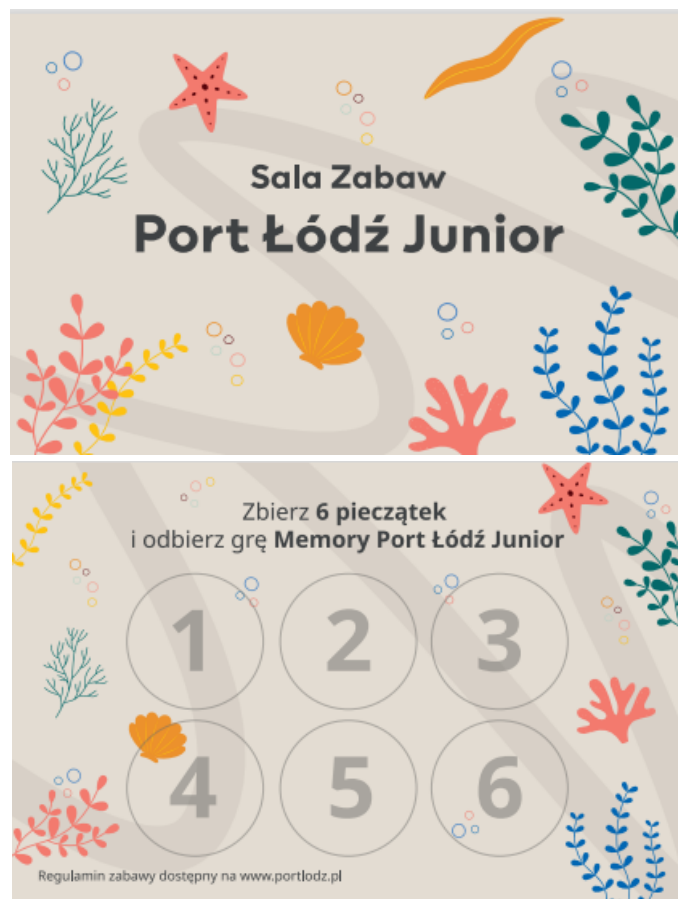 Sala Zabaw
Port Łódź Junior
Zbierz 6 pieczątek
i odbierz grę Memory Port Łódź Junior
1 2 3
4 5 6
Regulamin zabawy dostępny na www.portlodz.pl